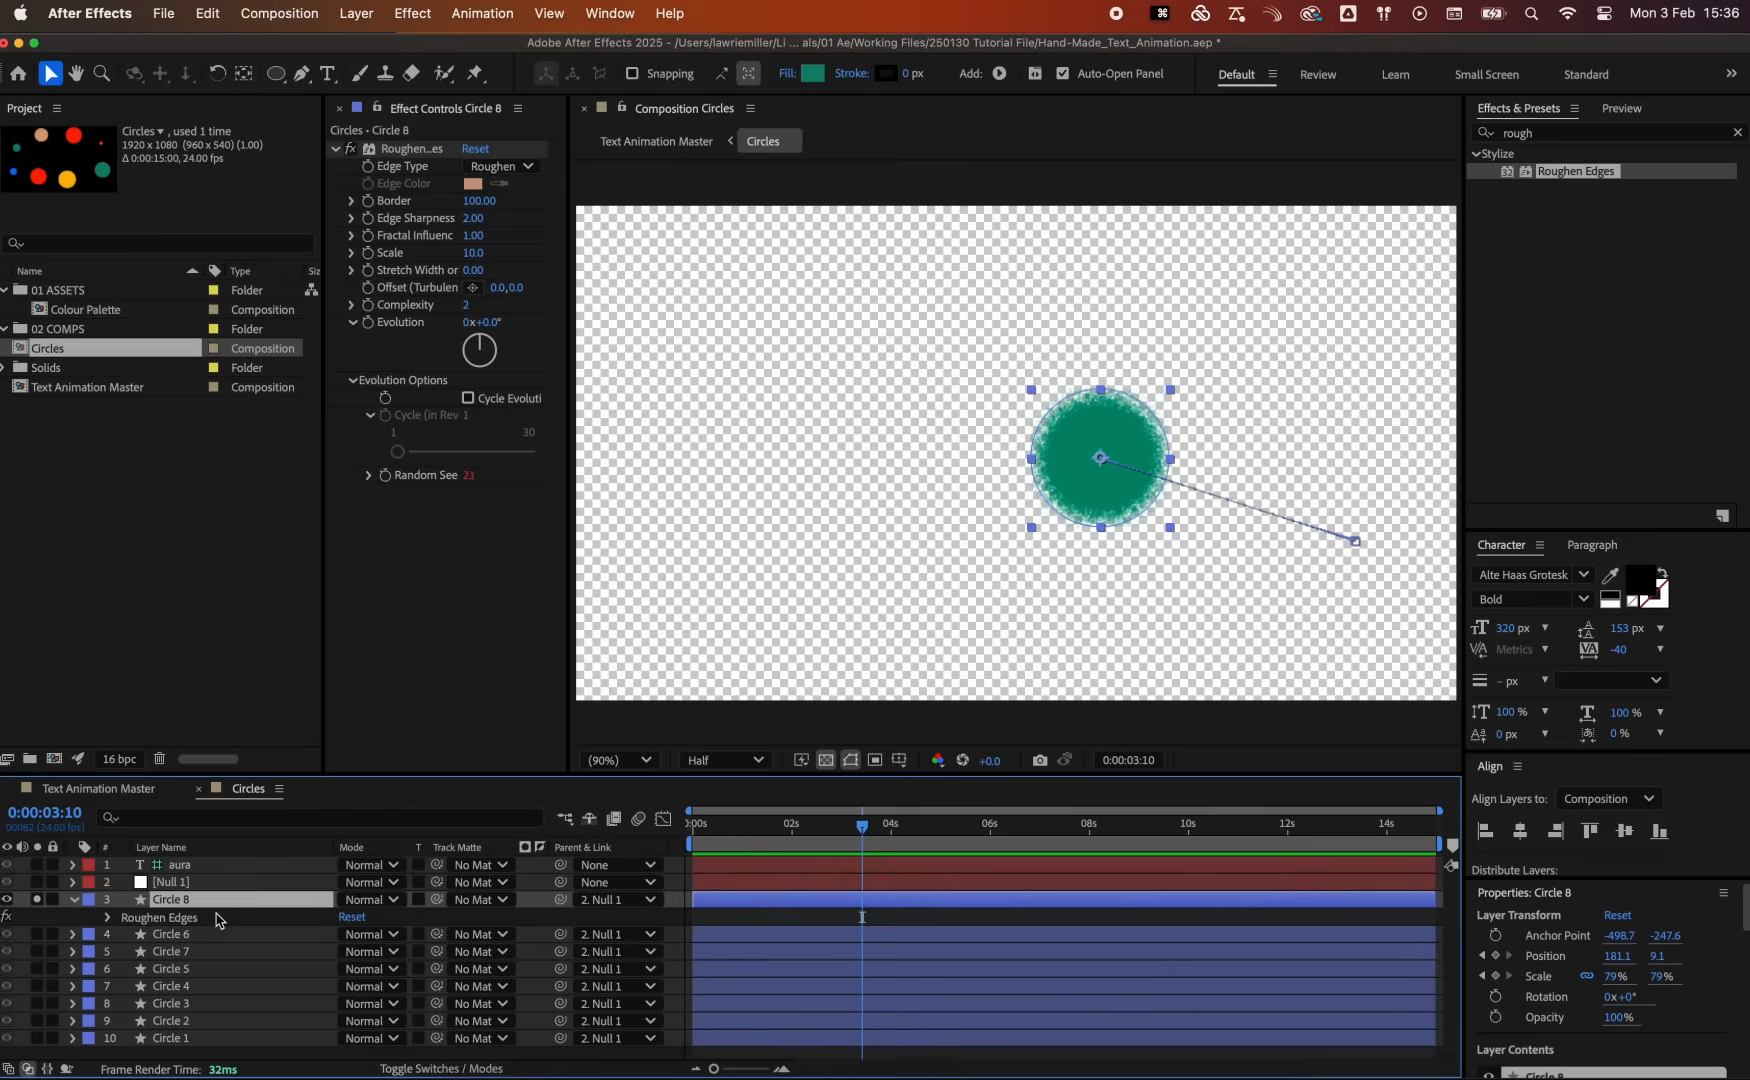 After Effects File Edit Composition Layer Effect Animation View Window Help Mon 3 Feb 15:36
Adobe After Effects 2025 - /Users/lawriemiller/Li ... als/01 Ae/Working Files/250130 Tutorial File/Hand-Made_Text_Animation.aep *
Snapping Fill: Stroke: 0 px Add: Auto-Open Panel Default Review Learn Small Screen Standard
Project
Circles▾ , used 1 time
1920 x 1080 (960 x 540) (1.00)
Δ 0:00:15:00, 24.00 fps)
Name Type Siz
01 ASSETS Folder
Colour Palette Composition
02 COMPS Folder
Circles Composition
Solids Folder
Text Animation Master Composition
16 bpc
Effect Controls Circle 8
Circles • Circle 8
fx Roughen...es Reset
Edge Type Roughen
Edge Color
Border 100.00
Edge Sharpness 2.00
Fractal Influenc 1.00
Scale 10.0
Stretch Width or 0.00
Offset (Turbulen 0.0,0.0
Complexity 2
Evolution 0x+0.0°
Evolution Options
Cycle Evoluti
Cycle (in Rev 1
1 30
Random See 21
Composition Circles
Text Animation Master Circles
(90%) Half +0.0 0:00:03:10
Effects & Presets Preview
rough
Stylize
32 Roughen Edges
Character Paragraph
Alte Haas Grotesk
Bold
320 px 153 px
Metrics -40
– px
100 % 100 %
0 px 0 %
Align
Align Layers to: Composition
Distribute Layers:
Properties: Circle 8
Layer Transform Reset
Anchor Point -498.7 -247.6
Position 181.1 9.1
Scale 79% 79%
Rotation 0x+0°
Opacity 100%
Layer Contents
Circle 8
Text Animation Master Circles
0:00:03:10
00082 (24.00 fps)
):00s 02s 04s 06s 08s 10s 12s 14s
# Layer Name Mode T Track Matte Parent & Link
1 T aura Normal No Mat None
2 [Null 1] Normal No Mat None
3 Circle 8 Normal No Mat 2. Null 1
fx Roughen Edges Reset
4 Circle 6 Normal No Mat 2. Null 1
5 Circle 7 Normal No Mat 2. Null 1
6 Circle 5 Normal No Mat 2. Null 1
7 Circle 4 Normal No Mat 2. Null 1
8 Circle 3 Normal No Mat 2. Null 1
9 Circle 2 Normal No Mat 2. Null 1
10 Circle 1 Normal No Mat 2. Null 1
Frame Render Time: 32ms Toggle Switches / Modes